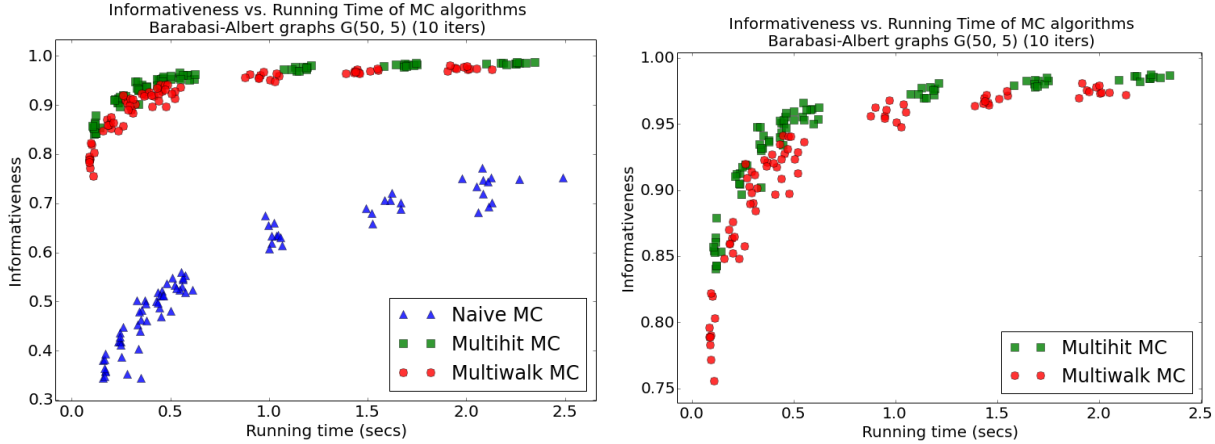 Informativeness vs. Running Time of MC algorithms
Barabasi-Albert graphs G(50, 5) (10 iters)
Informativeness
1.0
0.9
0.8
0.7
0.6
0.5
0.4
0.3
Naive MC
Multihit MC
Multiwalk MC
0.0 0.5 1.0 1.5 2.0 2.5
Running time (secs)
Informativeness vs. Running Time of MC algorithms
Barabasi-Albert graphs G(50, 5) (10 iters)
Informativeness
1.00
0.95
0.90
0.85
0.80
0.75
Multihit MC
Multiwalk MC
0.0 0.5 1.0 1.5 2.0 2.5
Running time (secs)